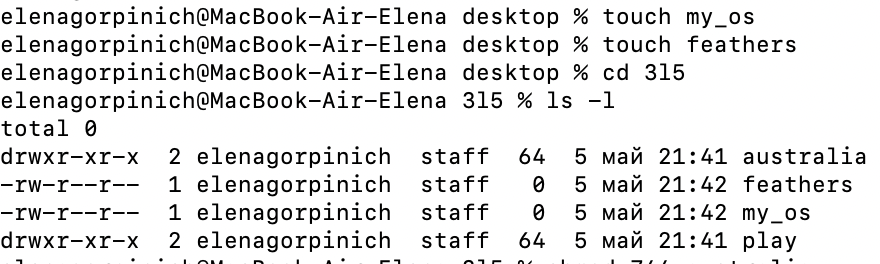 elenagorpinich@MacBook-Air-Elena desktop % touch my_os
elenagorpinich@MacBook-Air-Elena desktop % touch feathers
elenagorpinich@MacBook-Air-Elena desktop % cd 3l5
elenagorpinich@MacBook-Air-Elena 3l5 % ls -l
total 0
drwxr-xr-x  2 elenagorpinich  staff  64  5 май 21:41 australia
-rw-r--r--  1 elenagorpinich  staff   0  5 май 21:42 feathers
-rw-r--r--  1 elenagorpinich  staff   0  5 май 21:42 my_os
drwxr-xr-x  2 elenagorpinich  staff  64  5 май 21:41 play